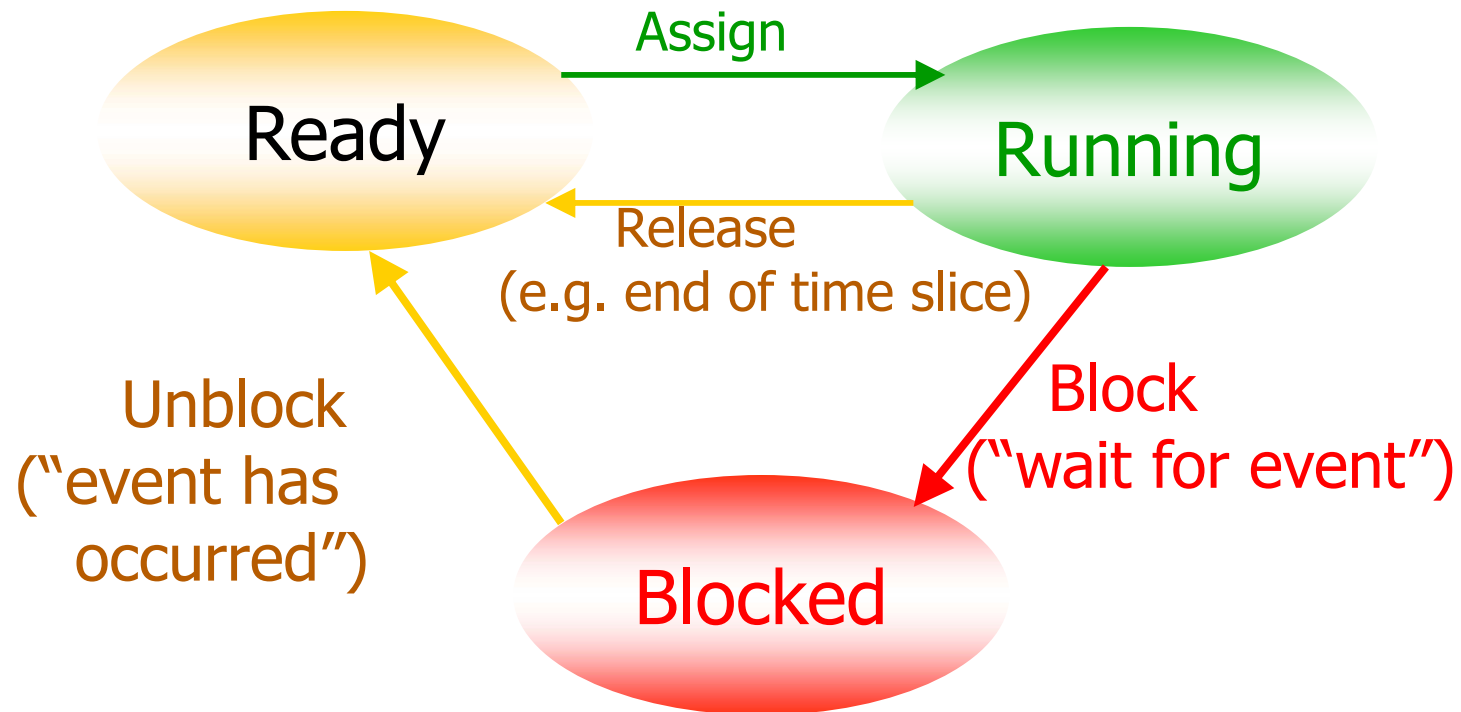 Assign
Ready
Running
Release
(e.g. end of time slice)
Unblock
(“event has
occurred”)
Block
(“wait for event”)
Blocked